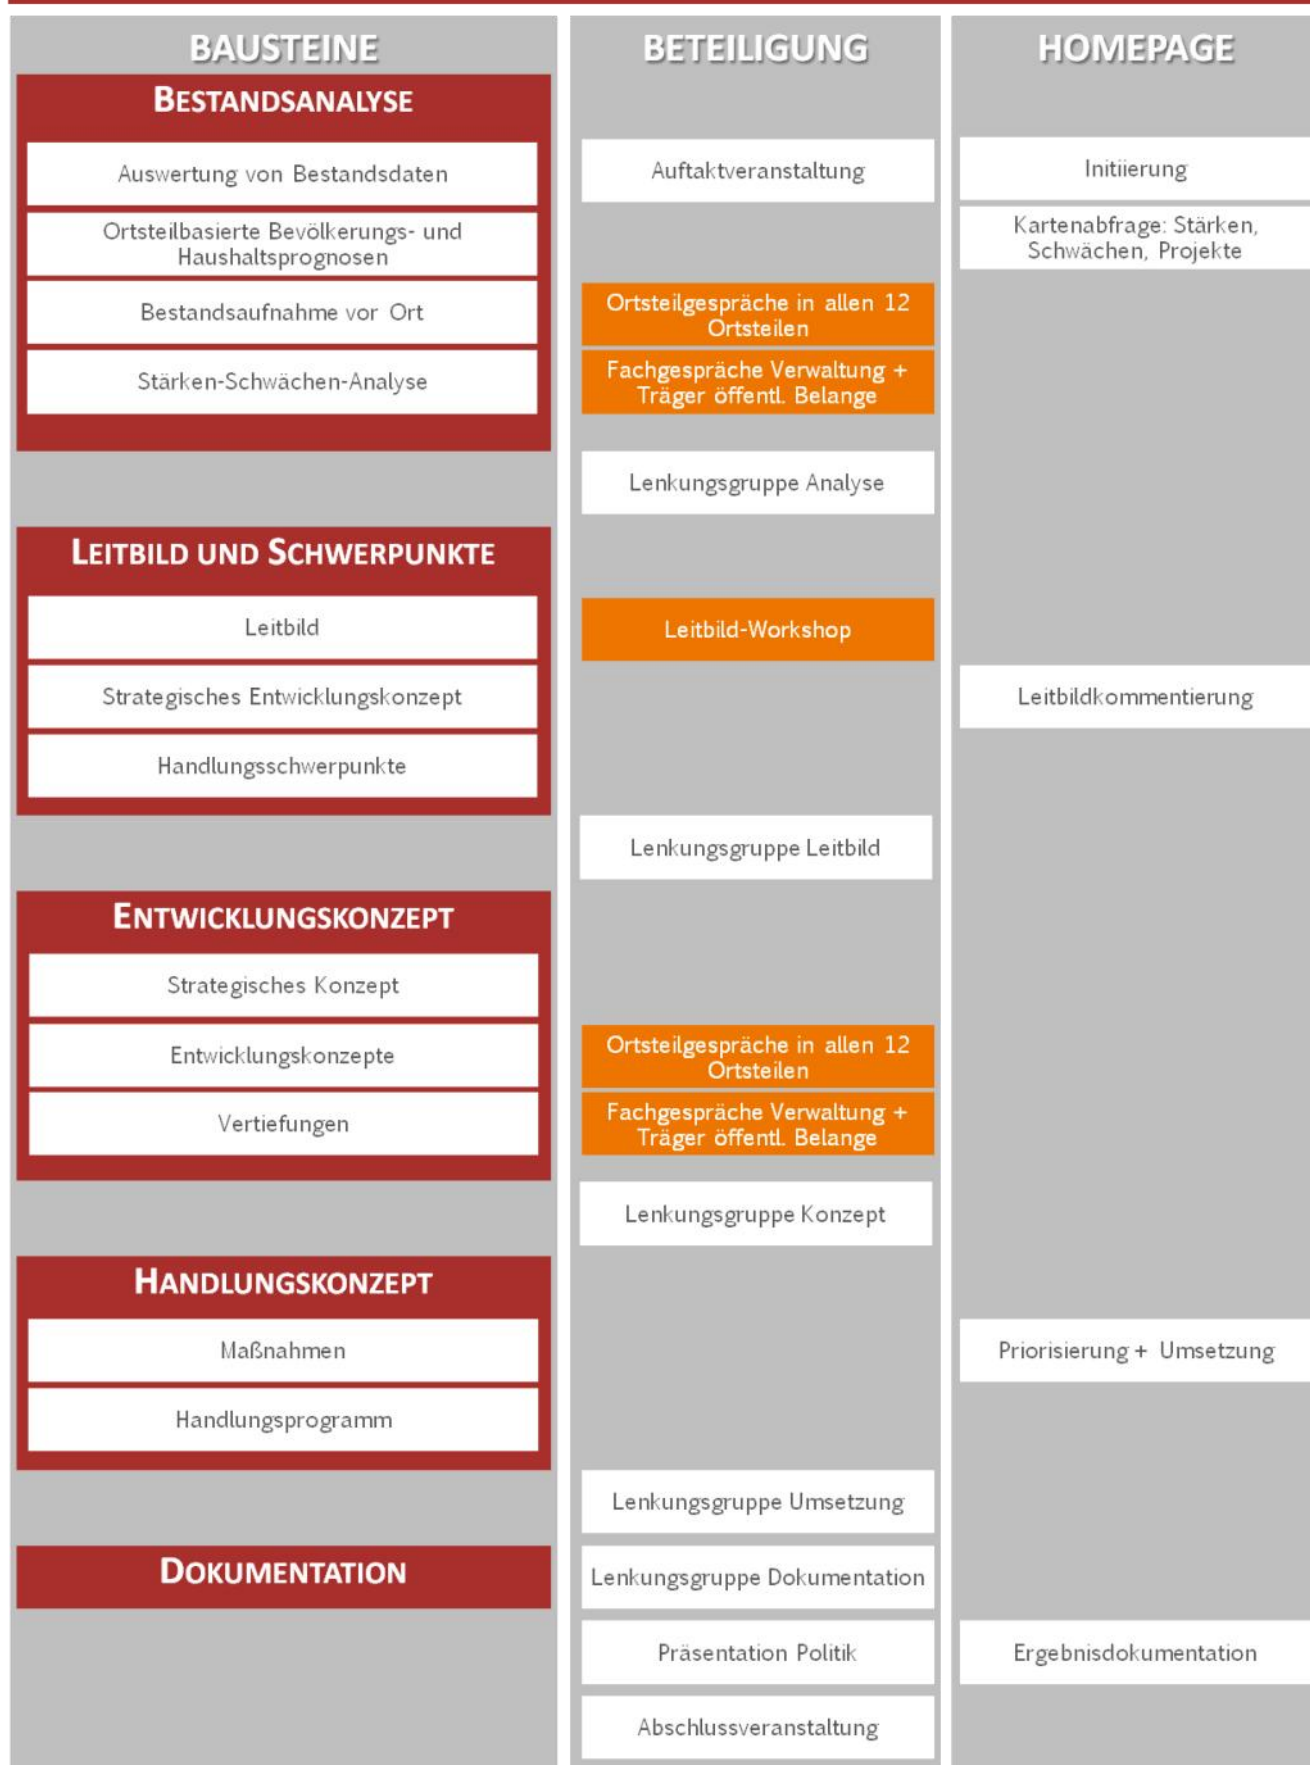 BAUSTEINE
BESTANDSANALYSE
Auswertung von Bestandsdaten
Ortsteilbasierte Bevölkerungs- und
Haushaltsprognosen
Bestandsaufnahme vor Ort
Stärken-Schwächen-Analyse
LEITBILD UND SCHWERPUNKTE
Leitbild
Strategisches Entwicklungskonzept
Handlungsschwerpunkte
ENTWICKLUNGSKONZEPT
Strategisches Konzept
Entwicklungskonzepte
Vertiefungen
HANDLUNGSKONZEPT
Maßnahmen
Handlungsprogramm
DOKUMENTATION
BETEILIGUNG
Auftaktveranstaltung
Ortsteilgespräche in allen 12
Ortsteilen
Fachgespräche Verwaltung +
Träger öffentl. Belange
Lenkungsgruppe Analyse
Leitbild-Workshop
Lenkungsgruppe Leitbild
Ortsteilgespräche in allen 12
Ortsteilen
Fachgespräche Verwaltung +
Träger öffentl. Belange
Lenkungsgruppe Konzept
Lenkungsgruppe Umsetzung
Lenkungsgruppe Dokumentation
Präsentation Politik
Abschlussveranstaltung
HOMEPAGE
Initiierung
Kartenabfrage: Stärken,
Schwächen, Projekte
Leitbildkommentierung
Priorisierung + Umsetzung
Ergebnisdokumentation